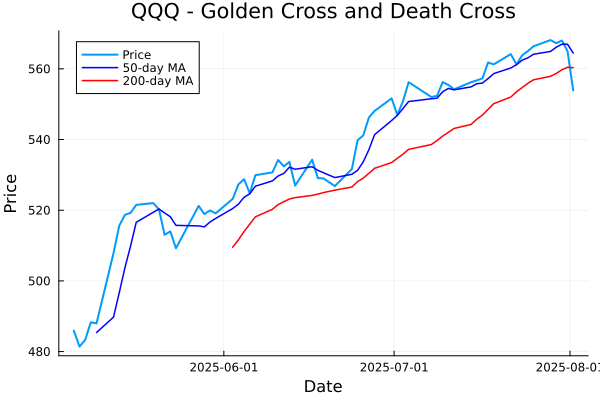 QQQ - Golden Cross and Death Cross
Price
50-day MA
200-day MA
560
540
520
500
480
Price
2025-06-01
2025-07-01
2025-08-01
Date